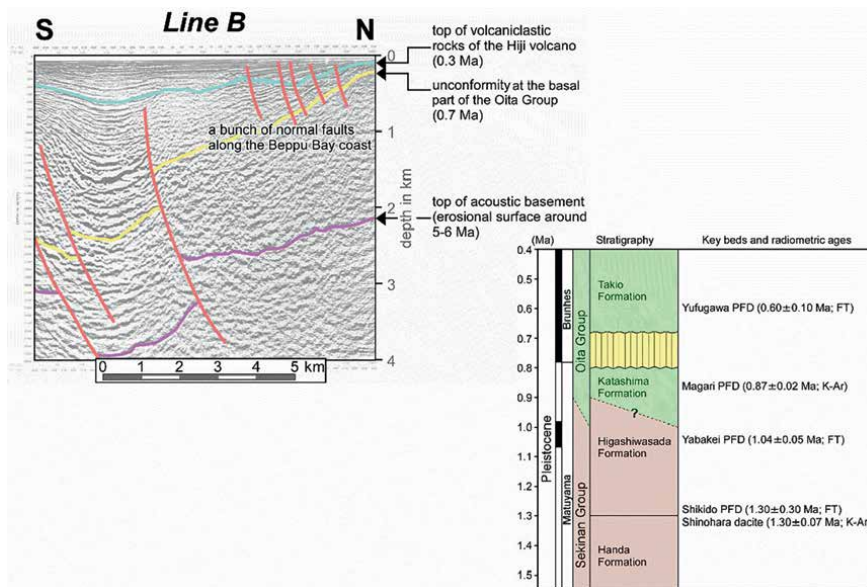 Line B
S
N
top of volcaniclastic
rocks of the Hiji volcano
(0.3 Ma)
unconformity at the basal
part of the Oita Group
(0.7 Ma)
a bunch of normal faults
along the Beppu Bay coast
top of acoustic basement
(erosional surface around
5-6 Ma)
0
1
2
3
4
depth in km
0 1 2 3 4 5 km
(Ma)
Stratigraphy
Key beds and radiometric ages
0.4
0.5
0.6
0.7
0.8
0.9
1.0
1.1
1.2
1.3
1.4
1.5
Pleistocene
Brunhes
Matuyama
Oita Group
Sekinan Group
Takio
Formation
Katashima
Formation
?
Higashiwasada
Formation
Handa
Formation
Yufugawa PFD (0.60±0.10 Ma; FT)
Magari PFD (0.87±0.02 Ma; K-Ar)
Yabakei PFD (1.04±0.05 Ma; FT)
Shikido PFD (1.30±0.30 Ma; FT)
Shinohara dacite (1.30±0.07 Ma; K-Ar